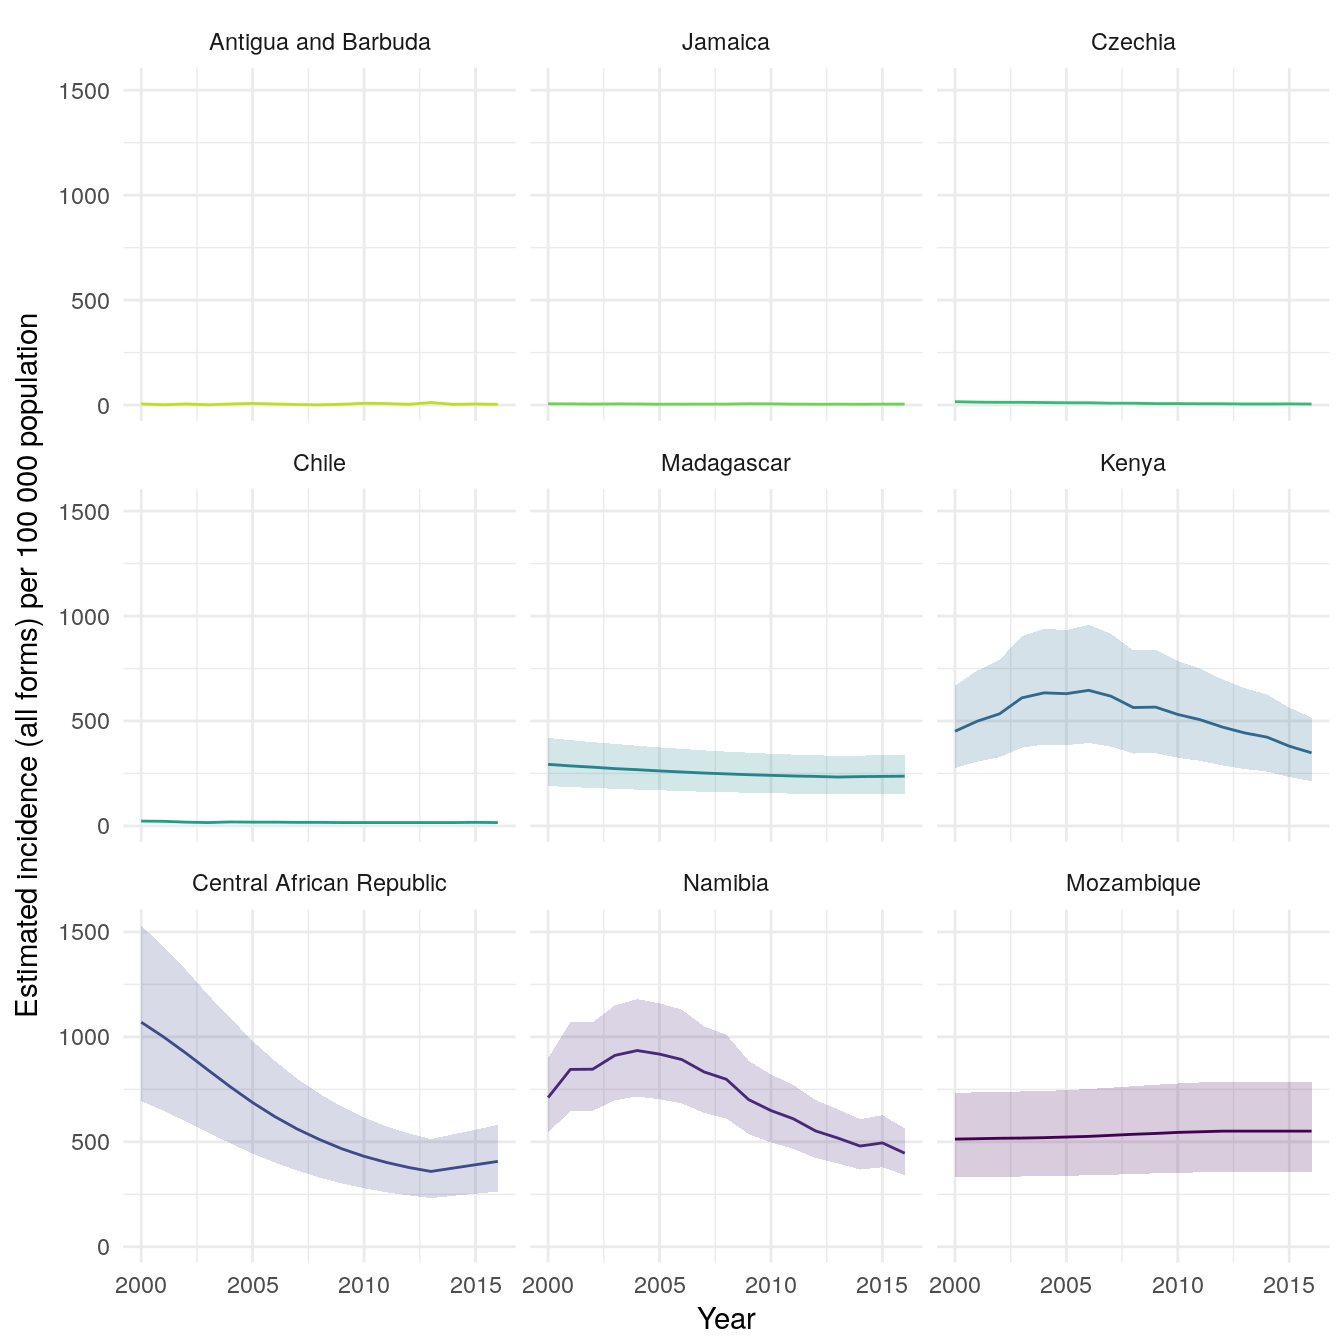 Antigua and Barbuda
Jamaica
Czechia
1500
1000
500
0
Chile
Madagascar
Kenya
1500
1000
500
0
Central African Republic
Namibia
Mozambique
1500
1000
500
0
2000 2005 2010 2015
2000 2005 2010 2015
2000 2005 2010 2015
Year
Estimated incidence (all forms) per 100 000 population